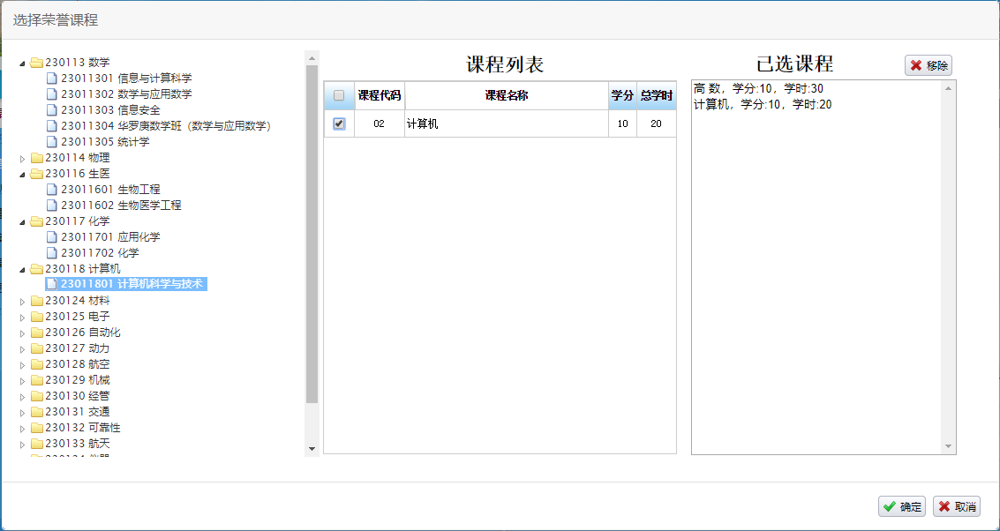 选择荣誉课程
230113 数学
23011301 信息与计算科学
23011302 数学与应用数学
23011303 信息安全
23011304 华罗庚数学班（数学与应用数学）
23011305 统计学
230114 物理
230116 生医
23011601 生物工程
23011602 生物医学工程
230117 化学
23011701 应用化学
23011702 化学
230118 计算机
23011801 计算机科学与技术
230124 材料
230125 电子
230126 自动化
230127 动力
230128 航空
230129 机械
230130 经管
230131 交通
230132 可靠性
230133 航天
课程列表
课程代码 课程名称 学分 总学时
02 计算机 10 20
已选课程
移除
高 数，学分:10，学时:30
计算机，学分:10，学时:20
确定
取消